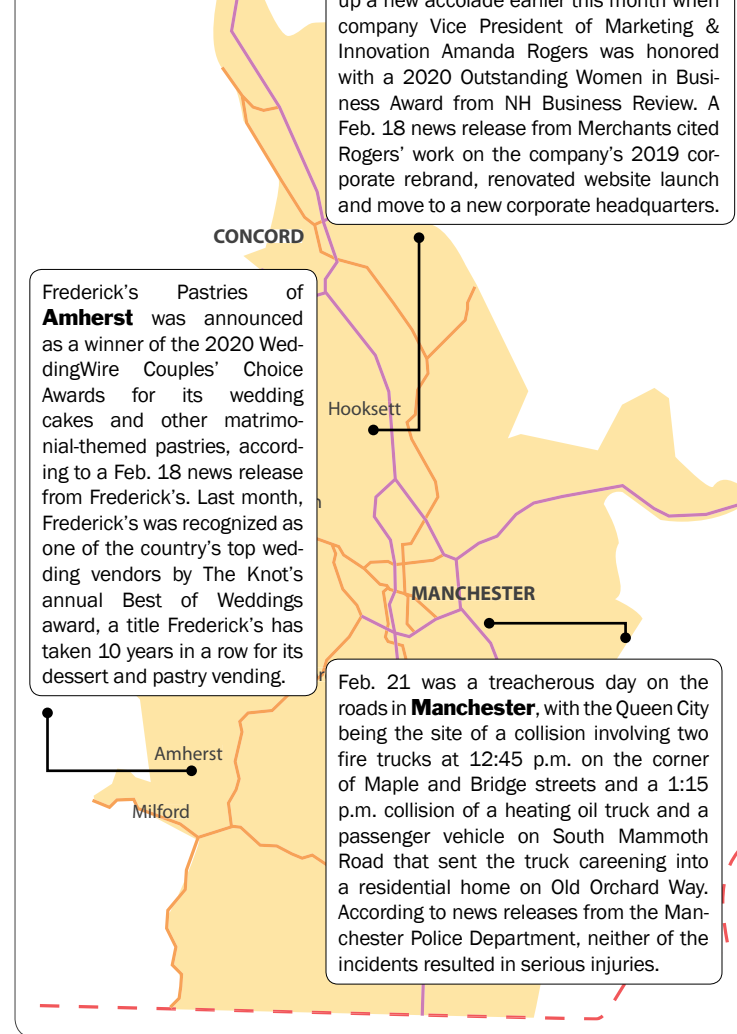 up a new accolade earlier this month when
company Vice President of Marketing &
Innovation Amanda Rogers was honored
with a 2020 Outstanding Women in Busi-
ness Award from NH Business Review. A
Feb. 18 news release from Merchants cited
Rogers’ work on the company’s 2019 cor-
porate rebrand, renovated website launch
and move to a new corporate headquarters.
CONCORD
Frederick’s Pastries of
Amherst was announced
as a winner of the 2020 Wed-
dingWire Couples’ Choice
Awards for its wedding
cakes and other matrimo-
nial-themed pastries, accord-
ing to a Feb. 18 news release
from Frederick’s. Last month,
Frederick’s was recognized as
one of the country’s top wed-
ding vendors by The Knot’s
annual Best of Weddings
award, a title Frederick’s has
taken 10 years in a row for its
dessert and pastry vending.
Hooksett
MANCHESTER
Feb. 21 was a treacherous day on the
roads in Manchester, with the Queen City
being the site of a collision involving two
fire trucks at 12:45 p.m. on the corner
of Maple and Bridge streets and a 1:15
p.m. collision of a heating oil truck and a
passenger vehicle on South Mammoth
Road that sent the truck careening into
a residential home on Old Orchard Way.
According to news releases from the Man-
chester Police Department, neither of the
incidents resulted in serious injuries.
Amherst
Milford